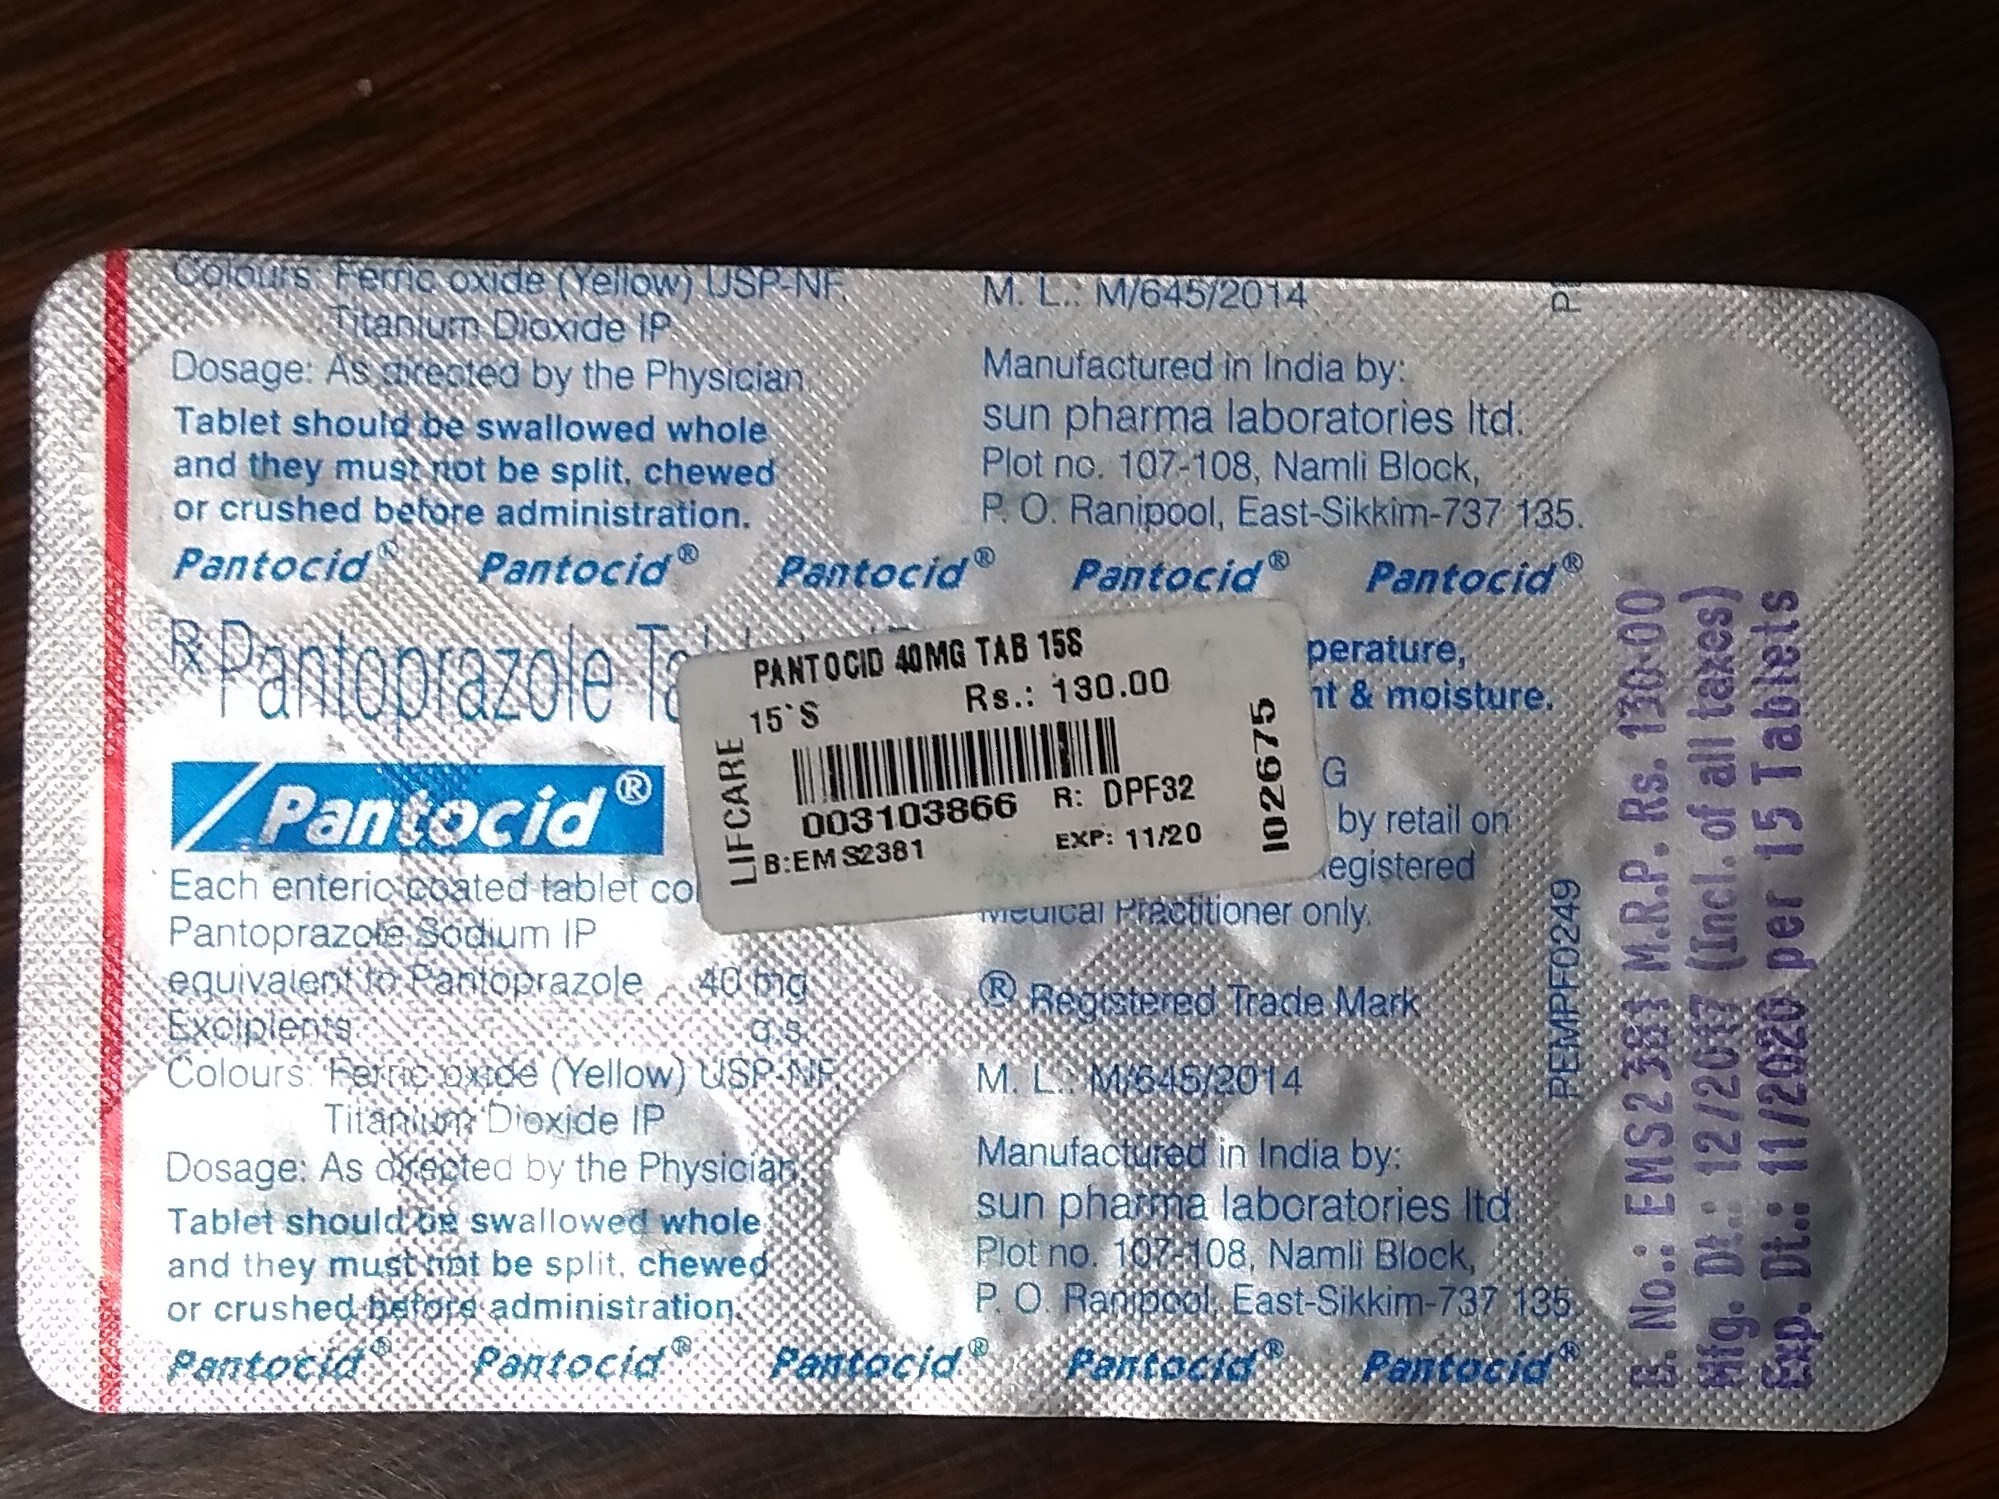 Colours: Ferric oxide (Yellow) USP-NF,
Titanium Dioxide IP
Dosage: As directed by the Physician
Tablet should be swallowed whole
and they must not be split, chewed
or crushed before administration.
M. L.: M/645/2014
Manufactured in India by:
sun pharma laboratories ltd.
Plot no. 107-108, Namli Block,
P. O. Ranipool, East-Sikkim-737 135.
Pantocid® Pantocid® Pantocid® Pantocid® Pantocid®
Rx Pantoprazole
Pantocid®
Each enteric coated tablet
Pantoprazole Sodium IP
equivalent to Pantoprazole 40 mg
Excipients q.s.
Colours: Ferric oxide (Yellow) USP-NF
Titanium Dioxide IP
Dosage: As directed by the Physician
Tablet should be swallowed whole
and they must not be split, chewed
or crushed before administration.
PANTOCID 40MG TAB 15S
15`S Rs.: 130.00
LIFCARE
003103866 R: DPF32
B:EMS2381 EXP: 11/20
I02675
& moisture.
by retail on
Medical Practitioner only.
® Registered Trade Mark
M. L.: M/645/2014
Manufactured in India by:
sun pharma laboratories ltd.
Plot no. 107-108, Namli Block,
P. O. Ranipool, East-Sikkim-737 135.
Pantocid® Pantocid® Pantocid® Pantocid® Pantocid®
PEMPF0249
B. No.: EMS2381 M.R.P. Rs. 130.00
Mfg. Dt.: 12/2017 (Incl. of all taxes)
Exp. Dt.: 11/2020 per 15 Tablets